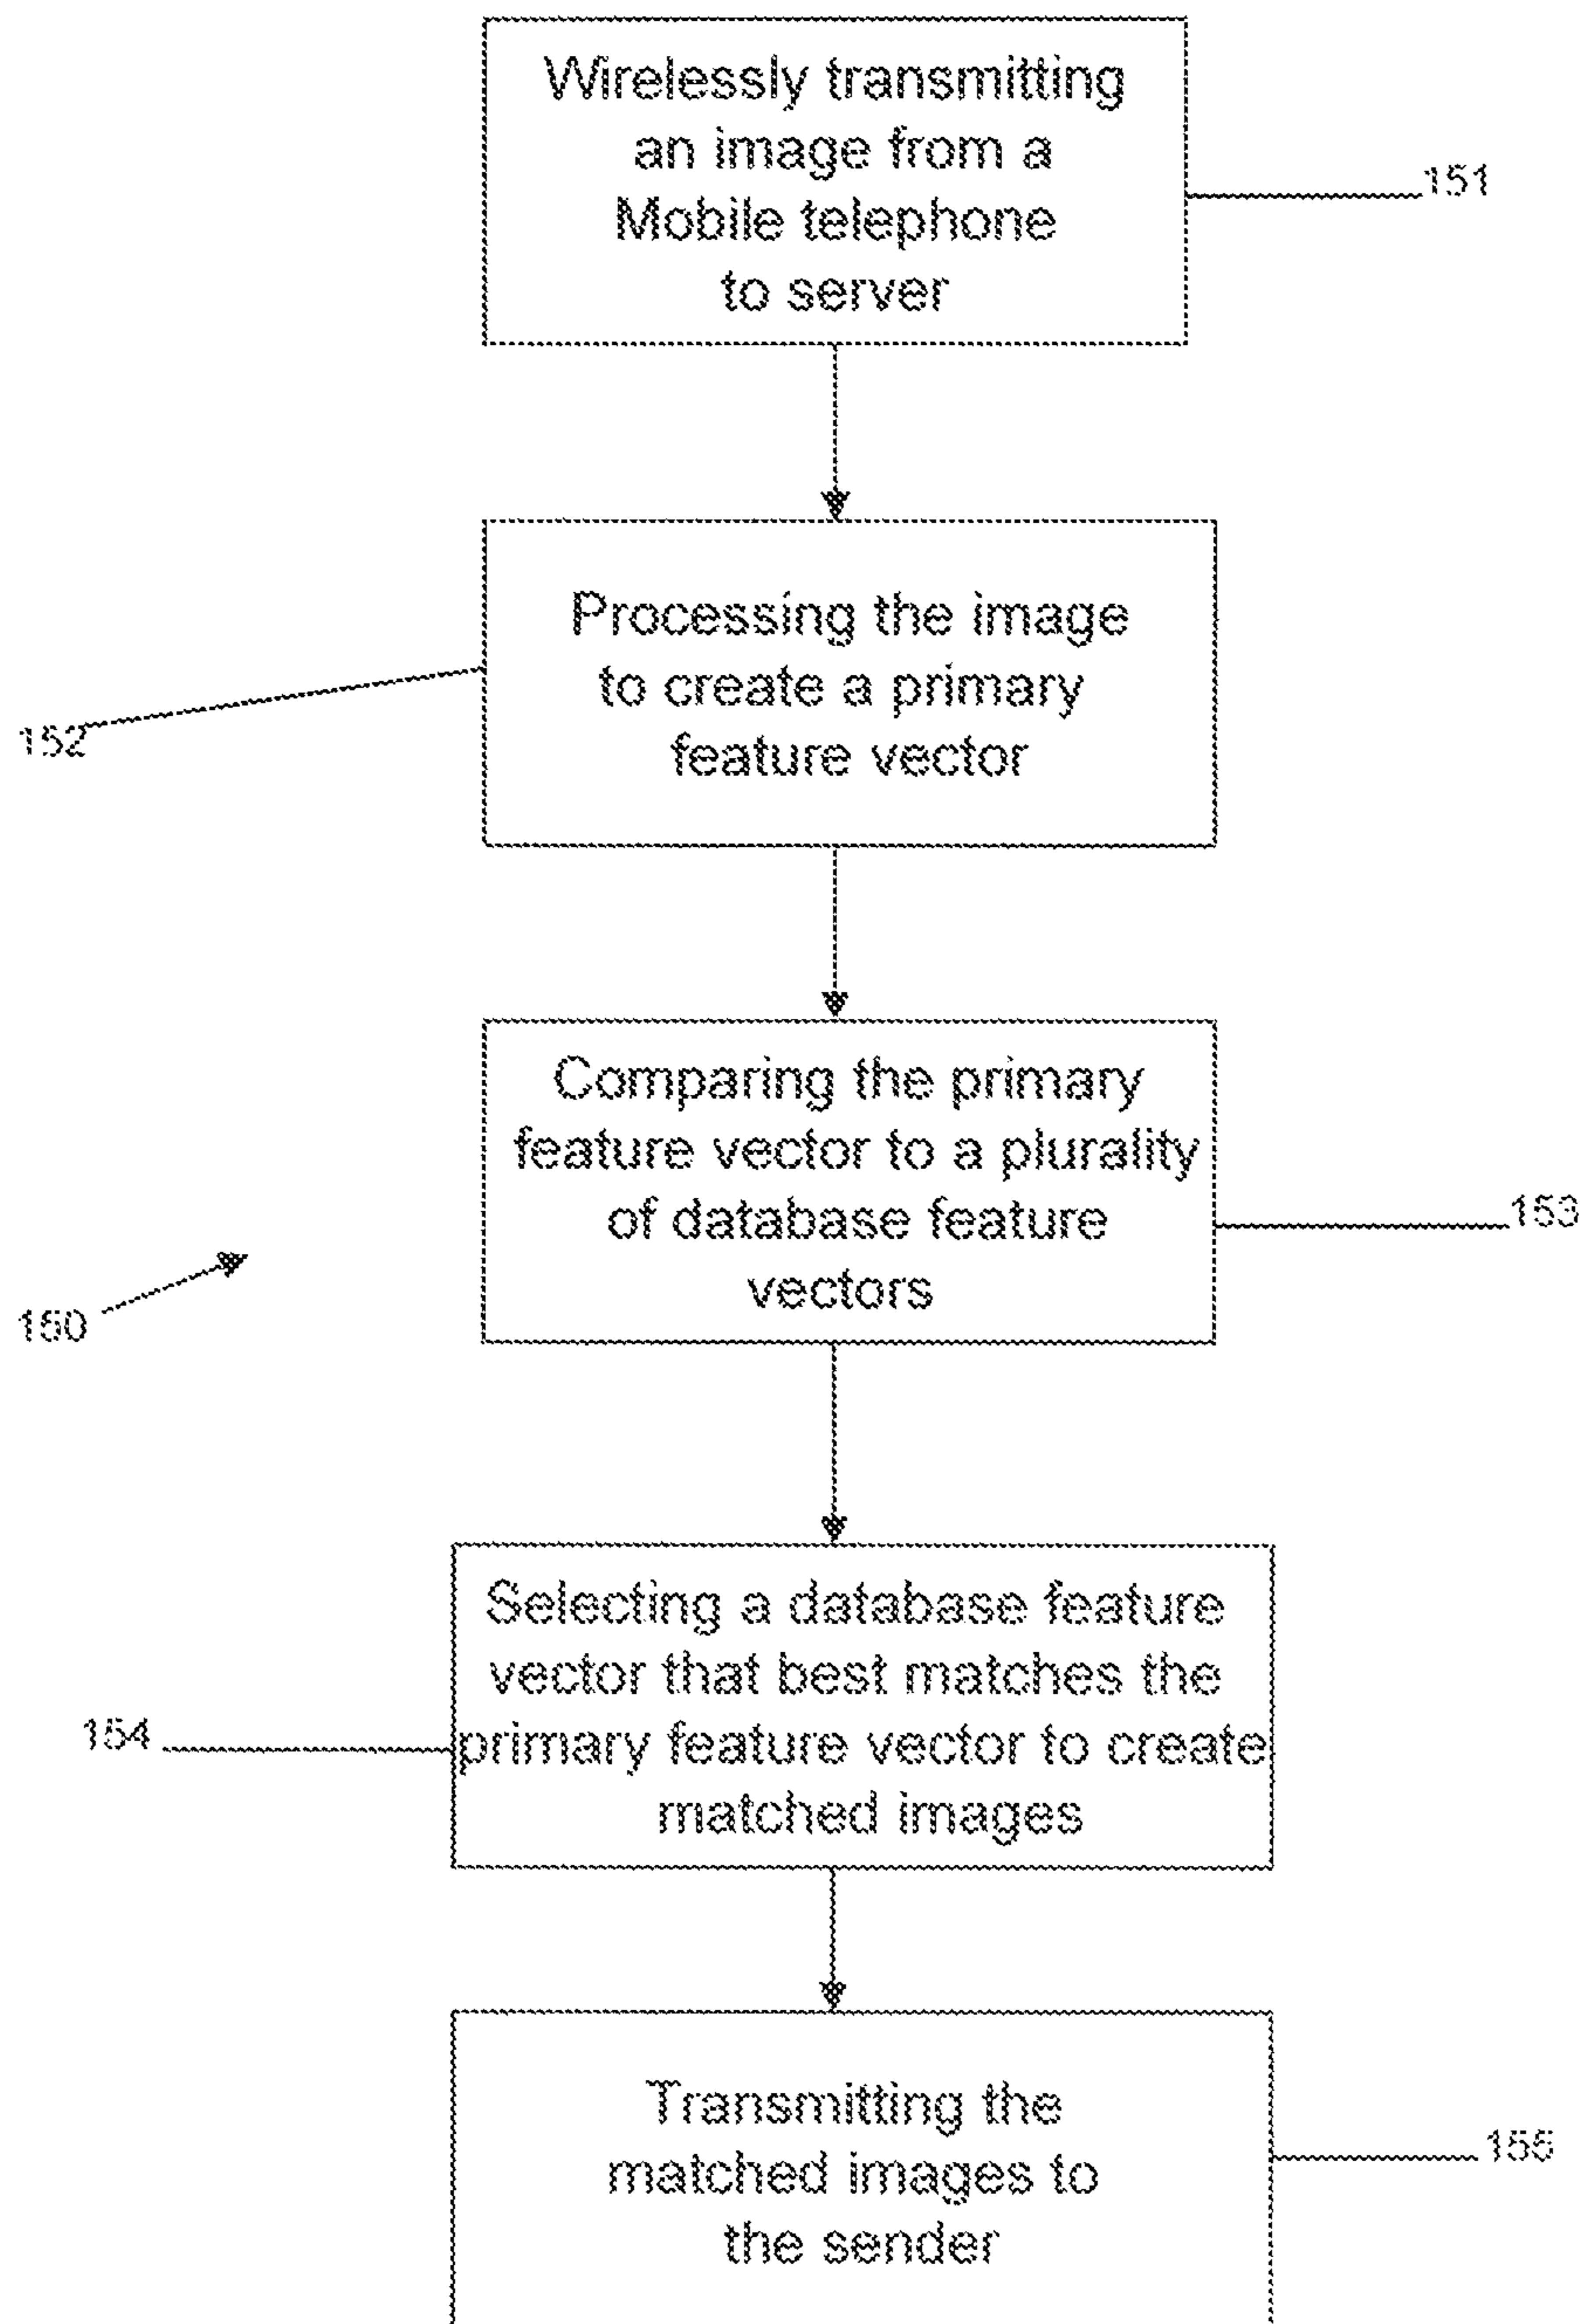 Wirelessly transmitting
an image from a
Mobile telephone
to server
151
Processing the image
to create a primary
feature vector
152
Comparing the primary
feature vector to a plurality
of database feature
vectors
153
150
Selecting a database feature
vector that best matches the
primary feature vector to create
matched images
154
Transmitting the
matched images to
the sender
155